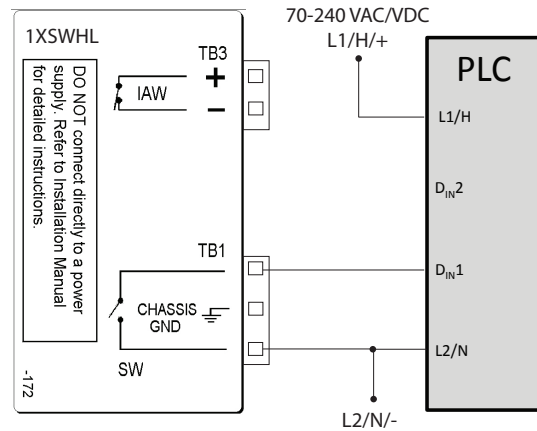 70-240 VAC/VDC
L1/H/+
1XSWHL
TB3
PLC
DO NOT connect directly to a power
supply. Refer to Installation Manual
for detailed instructions.
IAW
+
−
L1/H
DIN2
TB1
DIN1
CHASSIS
GND
L2/N
SW
-172
L2/N/-